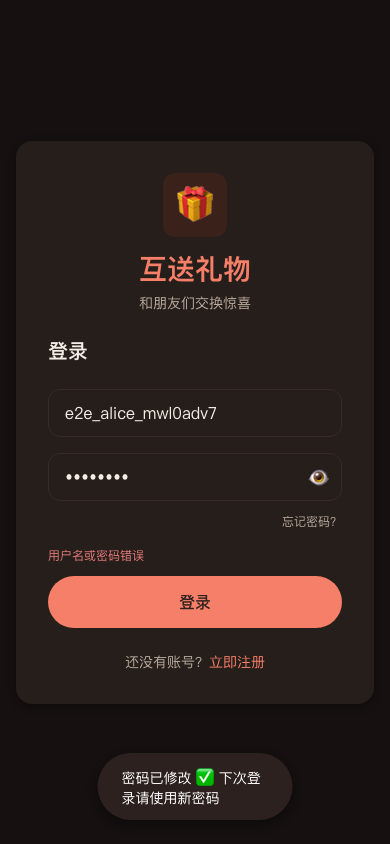 互送礼物
和朋友们交换惊喜
登录
e2e_alice_mwl0adv7
••••••••
忘记密码?
用户名或密码错误
登录
还没有账号? 立即注册
密码已修改 ✅ 下次登
录请使用新密码